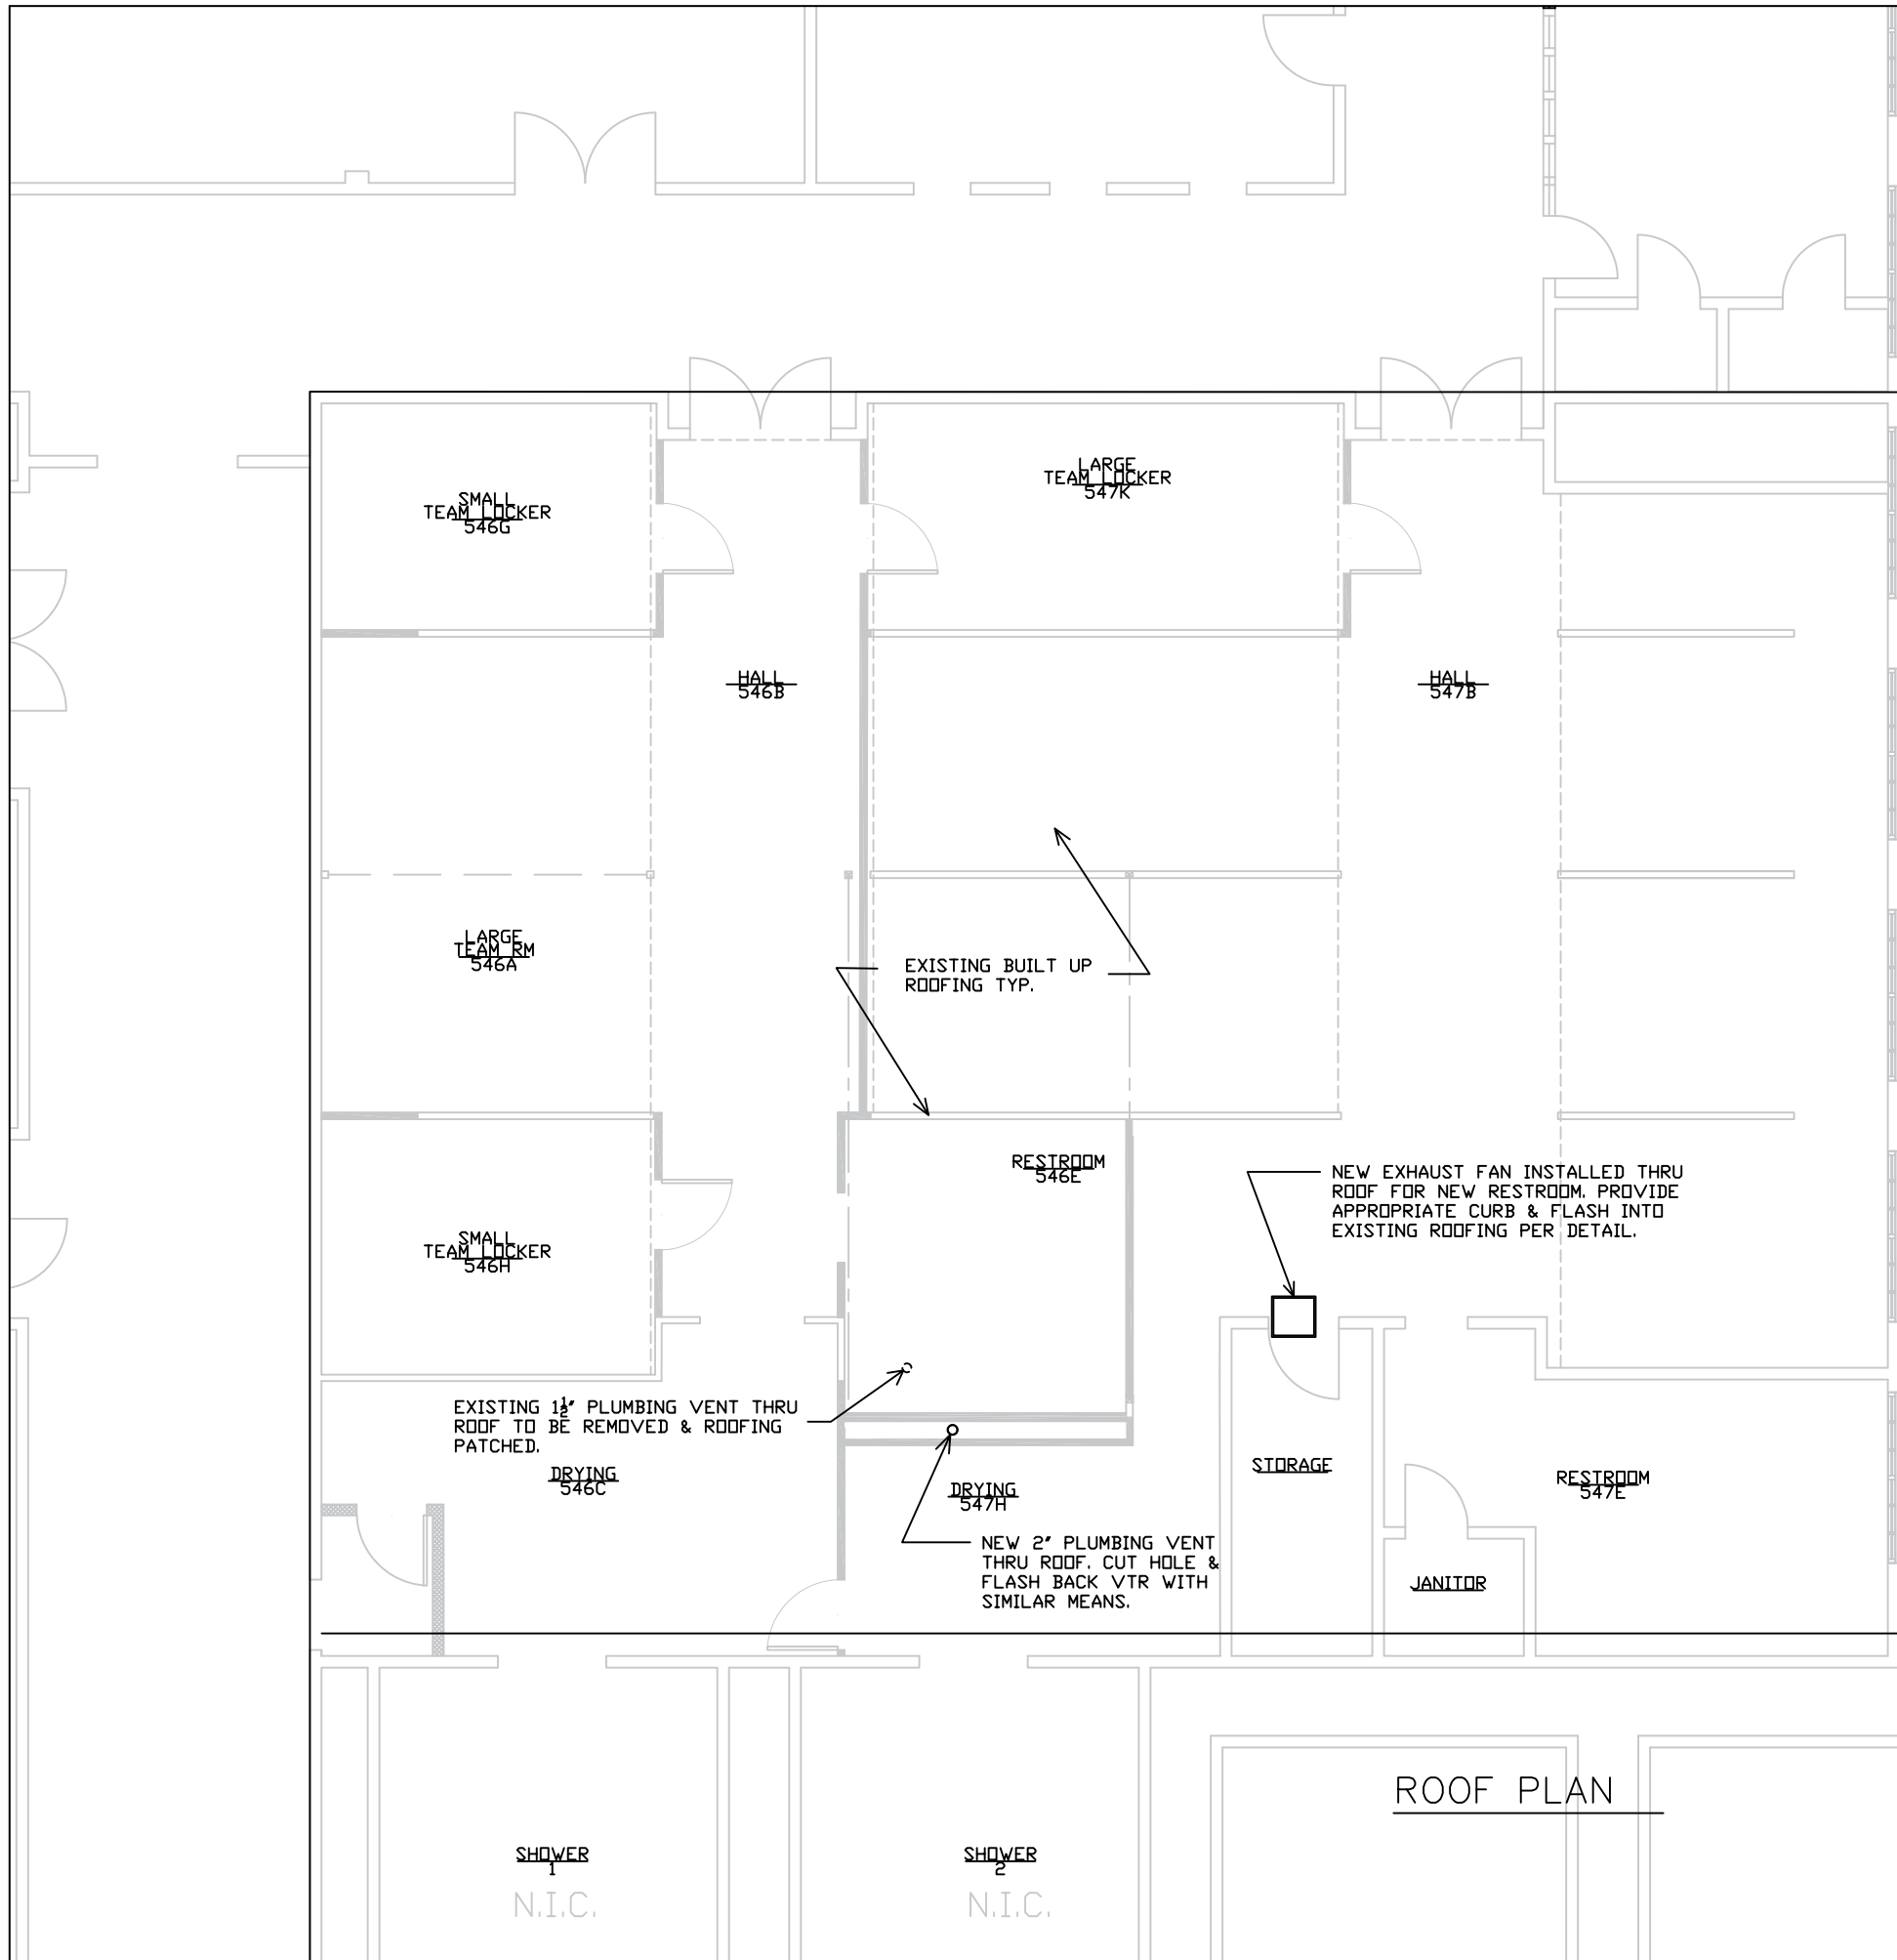 SMALL
TEAM LOCKER
546G
LARGE
TEAM LOCKER
547K
HALL
546B
HALL
547B
LARGE
TEAM RM
546A
EXISTING BUILT UP
ROOFING TYP.
RESTROOM
546E
NEW EXHAUST FAN INSTALLED THRU
ROOF FOR NEW RESTROOM. PROVIDE
APPROPRIATE CURB & FLASH INTO
EXISTING ROOFING PER DETAIL.
SMALL
TEAM LOCKER
546H
EXISTING 1½" PLUMBING VENT THRU
ROOF TO BE REMOVED & ROOFING
PATCHED.
DRYING
546C
DRYING
547H
STORAGE
RESTROOM
547E
NEW 2" PLUMBING VENT
THRU ROOF. CUT HOLE &
FLASH BACK VTR WITH
SIMILAR MEANS.
JANITOR
ROOF PLAN
SHOWER
1
N.I.C.
SHOWER
2
N.I.C.